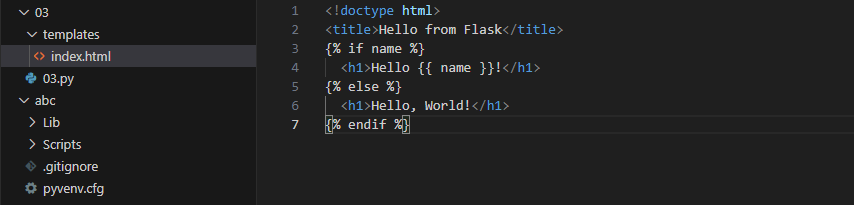 03
templates
index.html
03.py
abc
Lib
Scripts
.gitignore
pyvenv.cfg
1 <!doctype html>
2 <title>Hello from Flask</title>
3 {% if name %}
4   <h1>Hello {{ name }}!</h1>
5 {% else %}
6   <h1>Hello, World!</h1>
7 {% endif %}